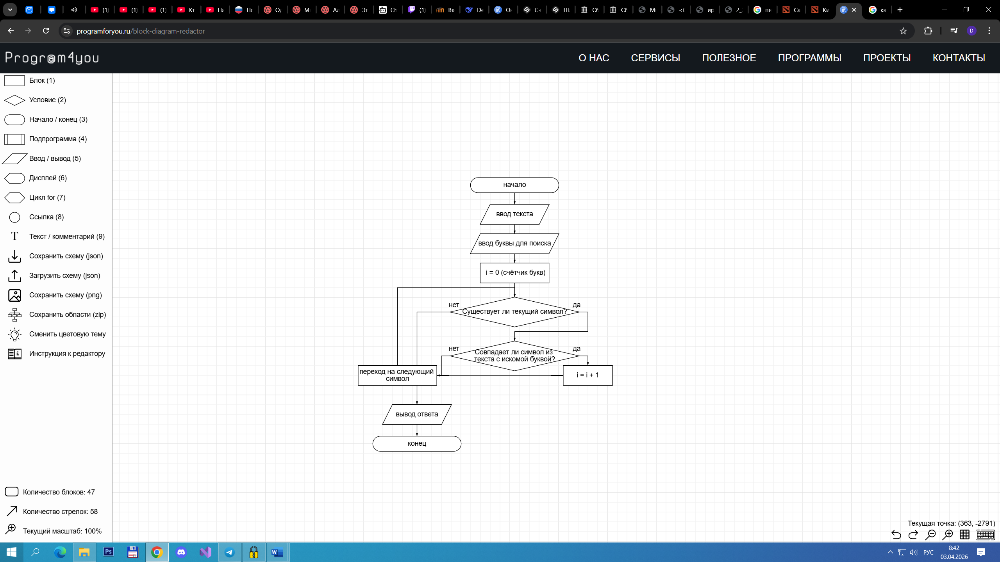 (1)
(1)
(1)
Кт
На
По
Од
Ма
Ал
Эт
Ch
(1)
Вх
De
Он
C+
Ш
Сб
Сб
М
<C
ир
2_
пе
Са
Ки
ка
programforyou.ru/block-diagram-redactor
D
Progr@m4you
О НАС
СЕРВИСЫ
ПОЛЕЗНОЕ
ПРОГРАММЫ
ПРОЕКТЫ
КОНТАКТЫ
Блок (1)
Условие (2)
Начало / конец (3)
Подпрограмма (4)
Ввод / вывод (5)
Дисплей (6)
Цикл for (7)
Ссылка (8)
T Текст / комментарий (9)
Сохранить схему (json)
Загрузить схему (json)
Сохранить схему (png)
Сохранить области (zip)
Сменить цветовую тему
Инструкция к редактору
Количество блоков: 47
Количество стрелок: 58
Текущий масштаб: 100%
начало
ввод текста
ввод буквы для поиска
i = 0 (счётчик букв)
нет
да
Существует ли текущий символ?
нет
да
Совпадает ли символ из
текста с искомой буквой?
переход на следующий
символ
i = i + 1
вывод ответа
конец
Текущая точка: (363, -2791)
Ps
РУС
8:42
03.04.2026